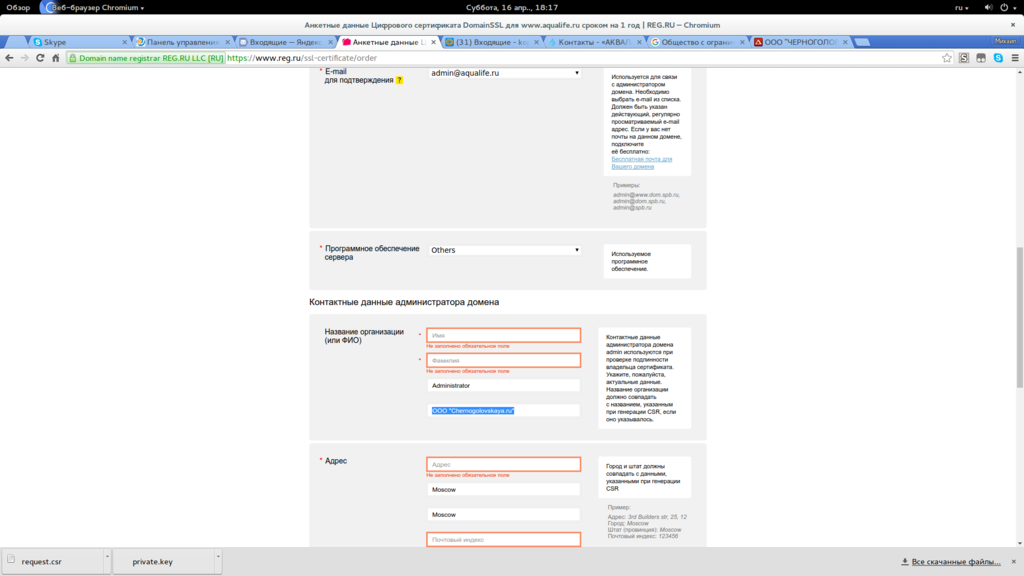 Обзор
Веб-браузер Chromium
Суббота, 16 апр., 18:17
ru
Анкетные данные Цифрового сертификата DomainSSL для www.aqualife.ru сроком на 1 год | REG.RU — Chromium
Skype
Панель управления
Входящие — Яндекс
Анкетные данные
(31) Входящие -
Контакты - «АКВАЛ
Общество с ограни
ООО "ЧЕРНОГОЛО
Domain name registrar REG.RU LLC [RU]
https://www.reg.ru/ssl-certificate/order
* E-mail
для подтверждения ?
admin@aqualife.ru
Используется для связи
с администратором
домена. Необходимо
выбрать e-mail из списка.
Должен быть указан
действующий, регулярно
просматриваемый e-mail
адрес. Если у вас нет
почты на данном домене,
подключите
её бесплатно:
Бесплатная почта для
Вашего домена
Примеры:
admin@www.dom.spb.ru,
admin@dom.spb.ru,
admin@spb.ru
* Программное обеспечение
сервера
Others
Используемое
програмное
обеспечение.
Контактные данные администратора домена
Название организации
(или ФИО)
* Имя
Не заполнено обязательное поле
* Фамилия
Не заполнено обязательное поле
Administrator
OOO "Chernogolovskaya.ru"
Контактные данные
администратора домена
admin используются при
проверке подлинности
владельца сертификата.
Укажите, пожалуйста,
актуальные данные.
Название организации
должно совпадать
с названием, указанным
при генерации CSR, если
оно указывалось.
* Адрес
Адрес
Не заполнено обязательное поле
Moscow
Moscow
Почтовый индекс
Город и штат должны
совпадать с данными,
указанными при генерации
CSR
Пример:
Адрес: 3rd Builders str. 25, 12
Город: Moscow
Штат (провинция): Moscow
Почтовый индекс: 123456
request.csr
private.key
Все скачанные файлы...